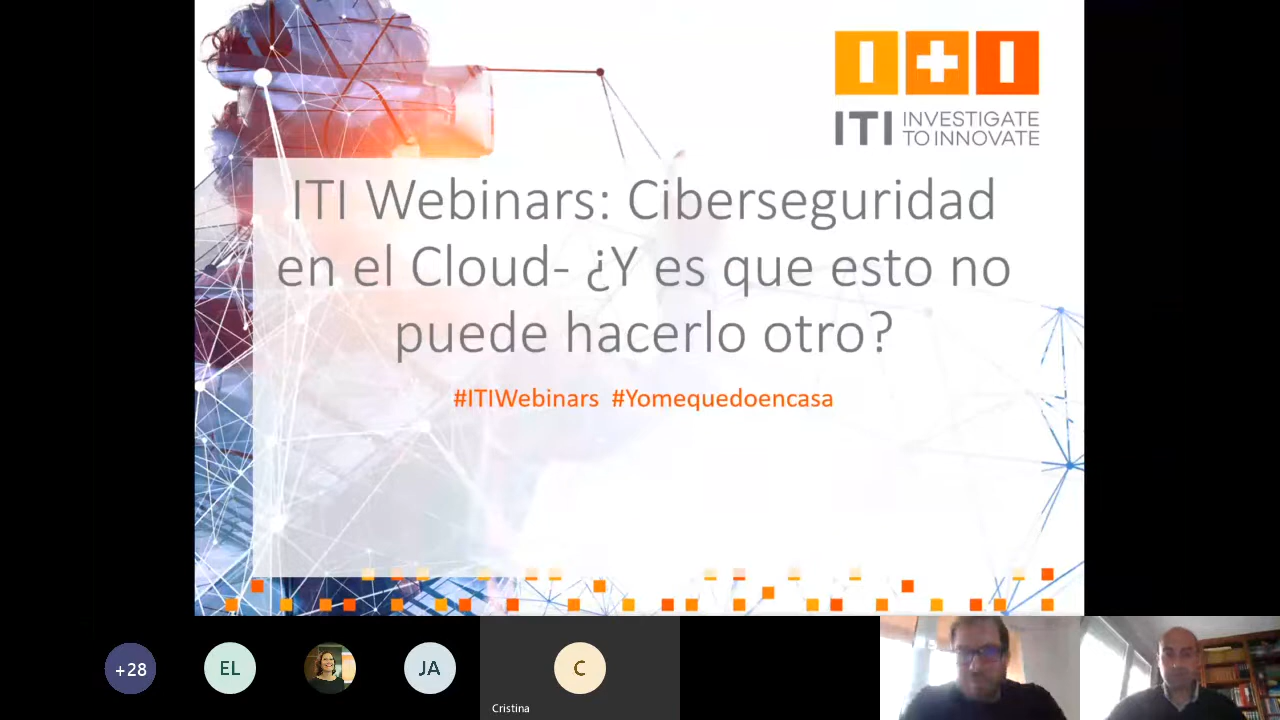 ITI INVESTIGATE
TO INNOVATE
ITI Webinars: Ciberseguridad
en el Cloud- ¿Y es que esto no
puede hacerlo otro?
#ITIWebinars #Yomequedoencasa
+28
EL
JA
C
Cristina